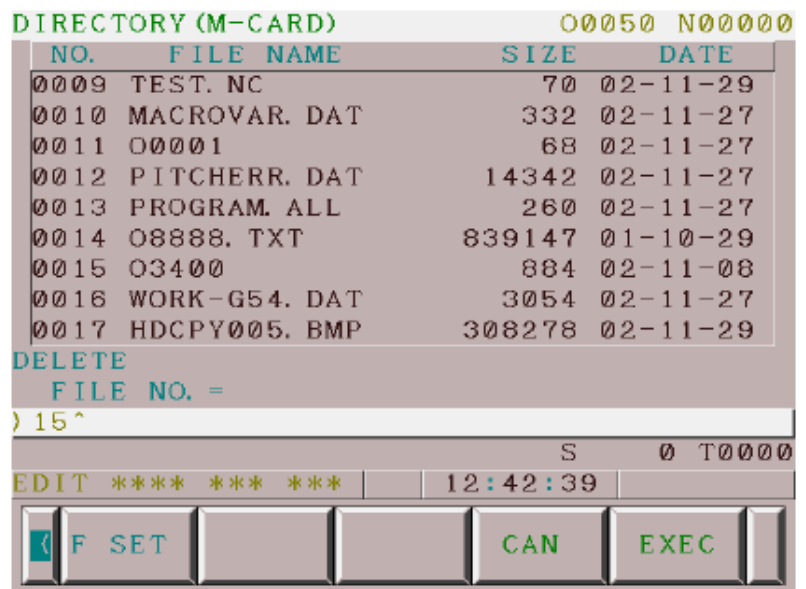 DIRECTORY (M-CARD) O0050 N00000
NO. FILE NAME SIZE DATE
0009 TEST. NC 70 02-11-29
0010 MACROVAR. DAT 332 02-11-27
0011 O0001 68 02-11-27
0012 PITCHERR. DAT 14342 02-11-27
0013 PROGRAM. ALL 260 02-11-27
0014 O8888. TXT 839147 01-10-29
0015 O3400 884 02-11-08
0016 WORK-G54. DAT 3054 02-11-27
0017 HDCPY005. BMP 308278 02-11-29
DELETE
FILE NO. =
) 15^
S 0 T0000
EDIT **** *** *** 12:42:39
( F SET CAN EXEC